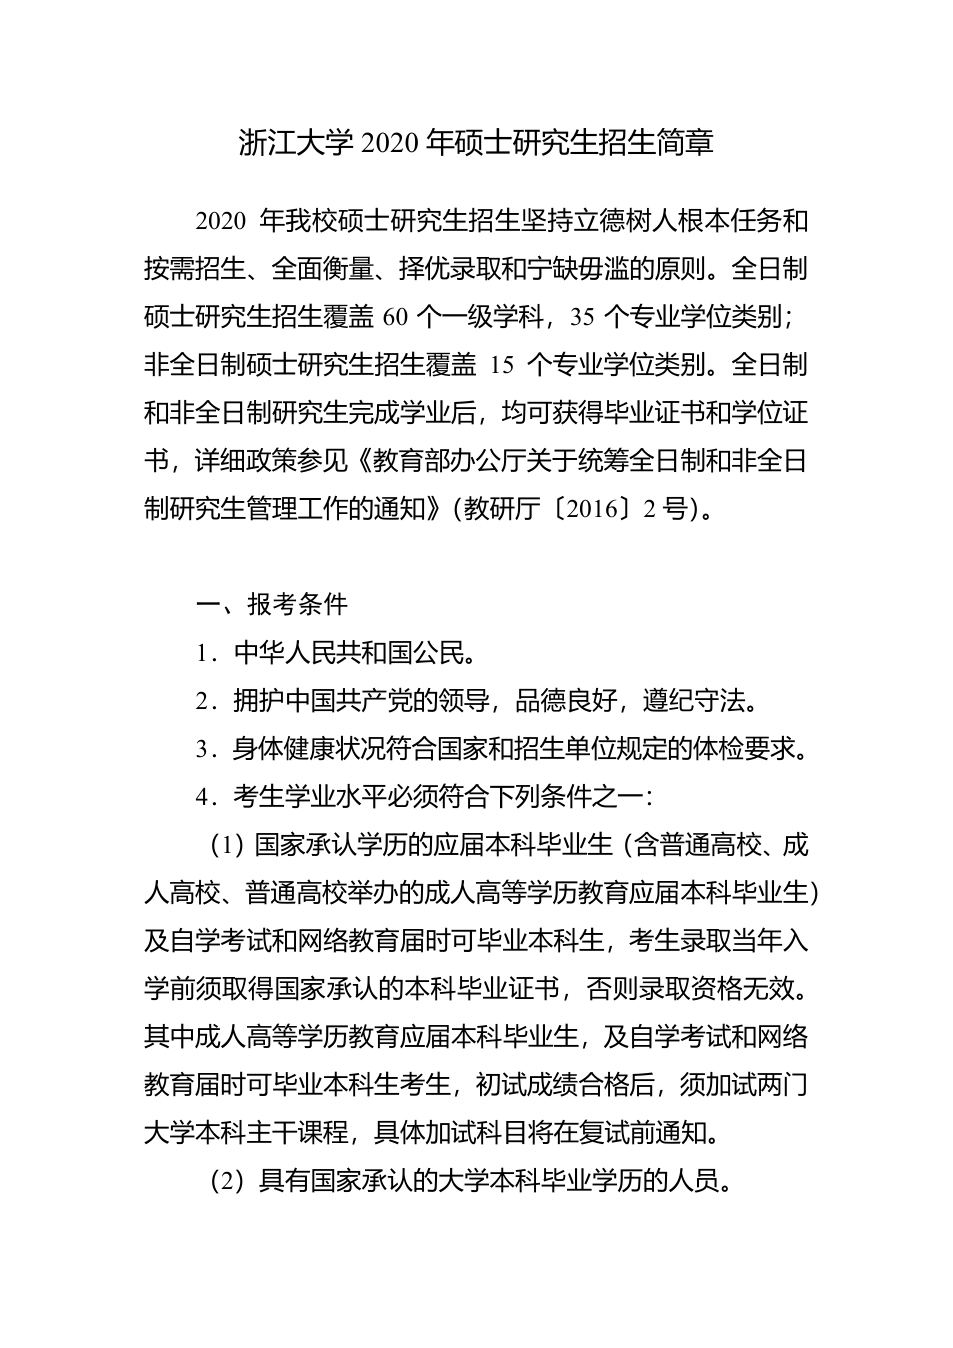 浙江大学 2020 年硕士研究生招生简章
2020 年我校硕士研究生招生坚持立德树人根本任务和
按需招生、全面衡量、择优录取和宁缺毋滥的原则。全日制
硕士研究生招生覆盖 60 个一级学科，35 个专业学位类别；
非全日制硕士研究生招生覆盖 15 个专业学位类别。全日制
和非全日制研究生完成学业后，均可获得毕业证书和学位证
书，详细政策参见《教育部办公厅关于统筹全日制和非全日
制研究生管理工作的通知》（教研厅〔2016〕2 号）。
一、报考条件
1．中华人民共和国公民。
2．拥护中国共产党的领导，品德良好，遵纪守法。
3．身体健康状况符合国家和招生单位规定的体检要求。
4．考生学业水平必须符合下列条件之一：
（1）国家承认学历的应届本科毕业生（含普通高校、成
人高校、普通高校举办的成人高等学历教育应届本科毕业生）
及自学考试和网络教育届时可毕业本科生，考生录取当年入
学前须取得国家承认的本科毕业证书，否则录取资格无效。
其中成人高等学历教育应届本科毕业生，及自学考试和网络
教育届时可毕业本科生考生，初试成绩合格后，须加试两门
大学本科主干课程，具体加试科目将在复试前通知。
（2）具有国家承认的大学本科毕业学历的人员。